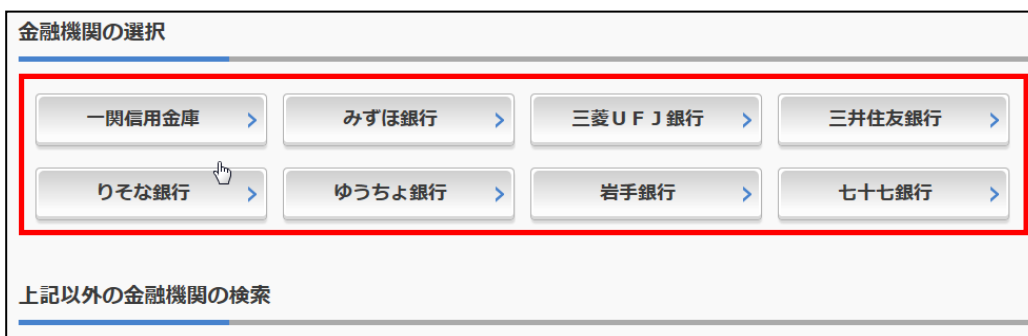 金融機関の選択
一関信用金庫 みずほ銀行 三菱ＵＦＪ銀行 三井住友銀行
りそな銀行 ゆうちょ銀行 岩手銀行 七十七銀行
上記以外の金融機関の検索